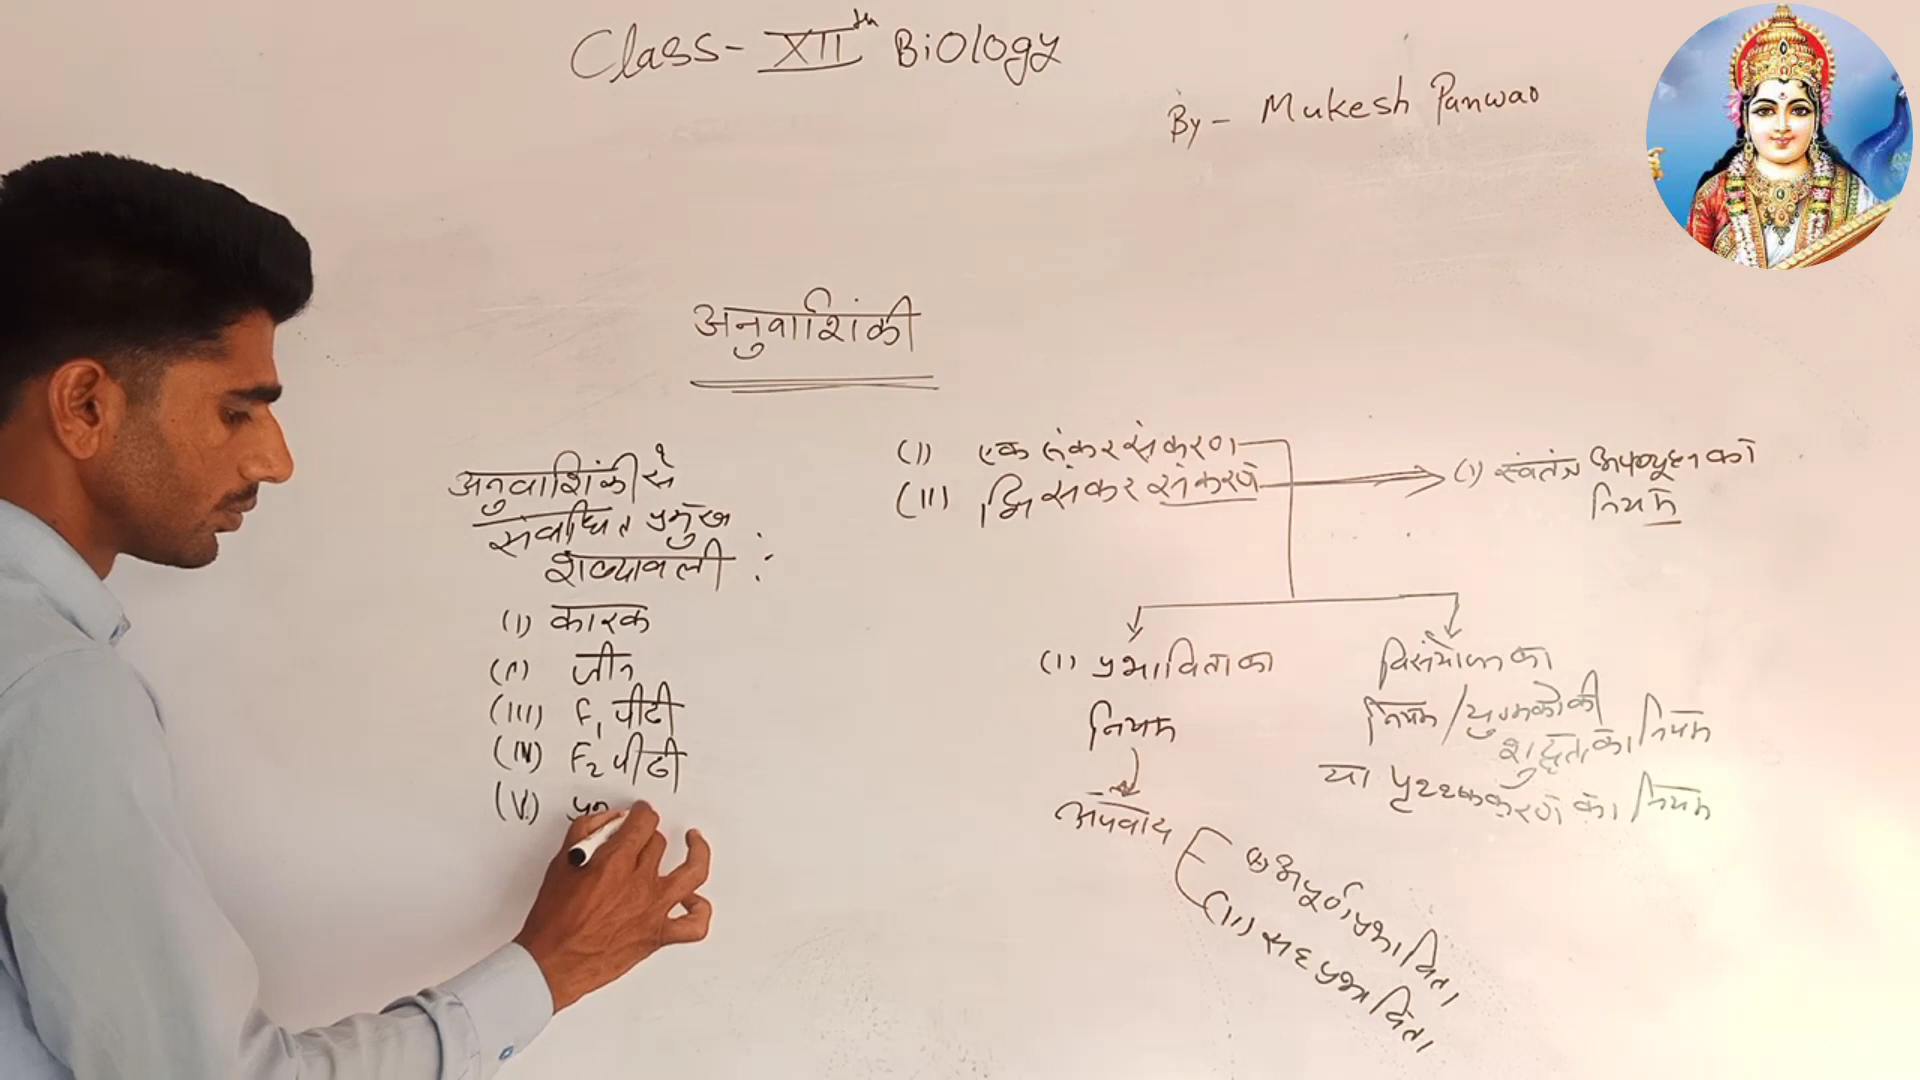 Class- XIIth Biology
By - Mukesh Panwar
अनुवाशिंकी
अनुवाशिंकी से
संबधित प्रमुख
शब्दावली :
(I) कारक
(II) जीन
(III) F1 पीढी
(IV) F2 पीढी
(V)
(I) एक संकर संकरण
(II) द्वि संकर संकरण
(I) स्वतंत्र अपव्यूहन का
नियम
(I) प्रभाविता का
नियम
अपवाद
(I) अपूर्ण प्रभाविता
(II) सह प्रभाविता
विसंयोजन का
नियम / युग्मको की
शुद्धता का नियम
या पृथक्करण का नियम